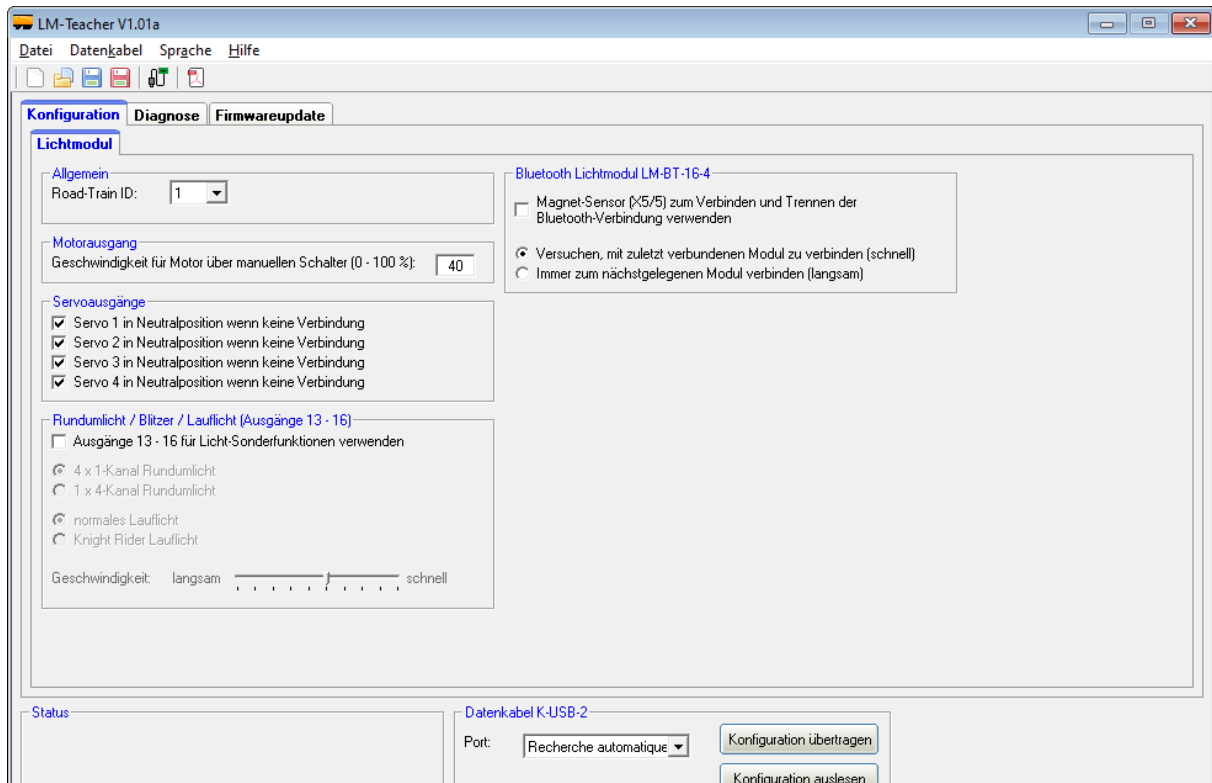 LM-Teacher V1.01a
Datei Datenkabel Sprache Hilfe
Konfiguration Diagnose Firmwareupdate
Lichtmodul
Allgemein
Road-Train ID: 1
Motorausgang
Geschwindigkeit für Motor über manuellen Schalter (0 - 100 %): 40
Servoausgänge
Servo 1 in Neutralposition wenn keine Verbindung
Servo 2 in Neutralposition wenn keine Verbindung
Servo 3 in Neutralposition wenn keine Verbindung
Servo 4 in Neutralposition wenn keine Verbindung
Rundumlicht / Blitzer / Lauflicht (Ausgänge 13 - 16)
Ausgänge 13 - 16 für Licht-Sonderfunktionen verwenden
4 x 1-Kanal Rundumlicht
1 x 4-Kanal Rundumlicht
normales Lauflicht
Knight Rider Lauflicht
Geschwindigkeit: langsam schnell
Bluetooth Lichtmodul LM-BT-16-4
Magnet-Sensor (X5/5) zum Verbinden und Trennen der
Bluetooth-Verbindung verwenden
Versuchen, mit zuletzt verbundenen Modul zu verbinden (schnell)
Immer zum nächstgelegenen Modul verbinden (langsam)
Status
Datenkabel K-USB-2
Port: Recherche automatique
Konfiguration übertragen
Konfiguration auslesen